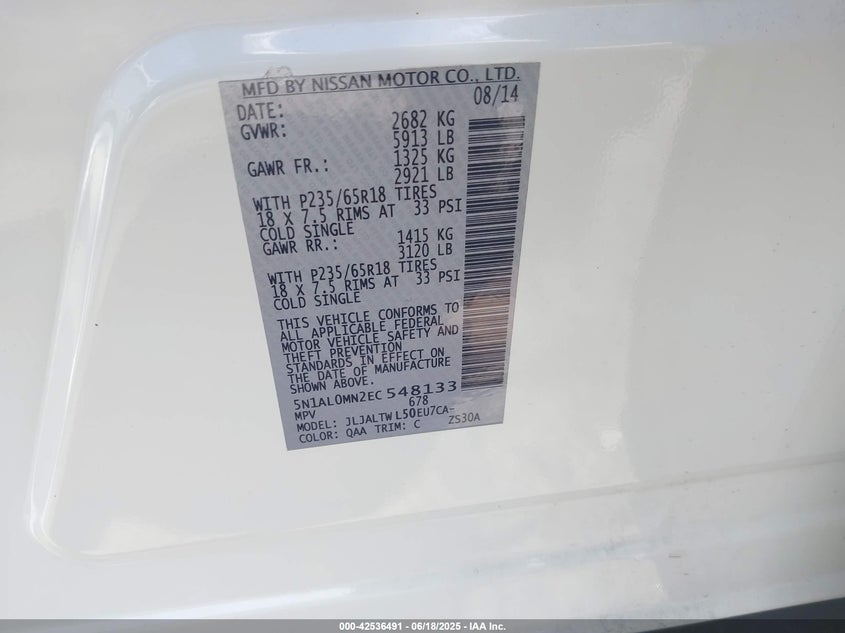 MFD BY NISSAN MOTOR CO., LTD.
DATE: 08/14
GVWR: 2682 KG
5913 LB
GAWR FR.: 1325 KG
2921 LB
WITH P235/65R18 TIRES
18 X 7.5 RIMS AT 33 PSI
COLD SINGLE
GAWR RR.: 1415 KG
3120 LB
WITH P235/65R18 TIRES
18 X 7.5 RIMS AT 33 PSI
COLD SINGLE
THIS VEHICLE CONFORMS TO
ALL APPLICABLE FEDERAL
MOTOR VEHICLE SAFETY AND
THEFT PREVENTION
STANDARDS IN EFFECT ON
THE DATE OF MANUFACTURE
SHOWN ABOVE.
5N1AL0MN2EC548133
MPV 678
MODEL: JLJALTWL50EU7CA-
ZS30A
COLOR: QAA TRIM: C
000-42536491 - 06/18/2025 - IAA Inc.